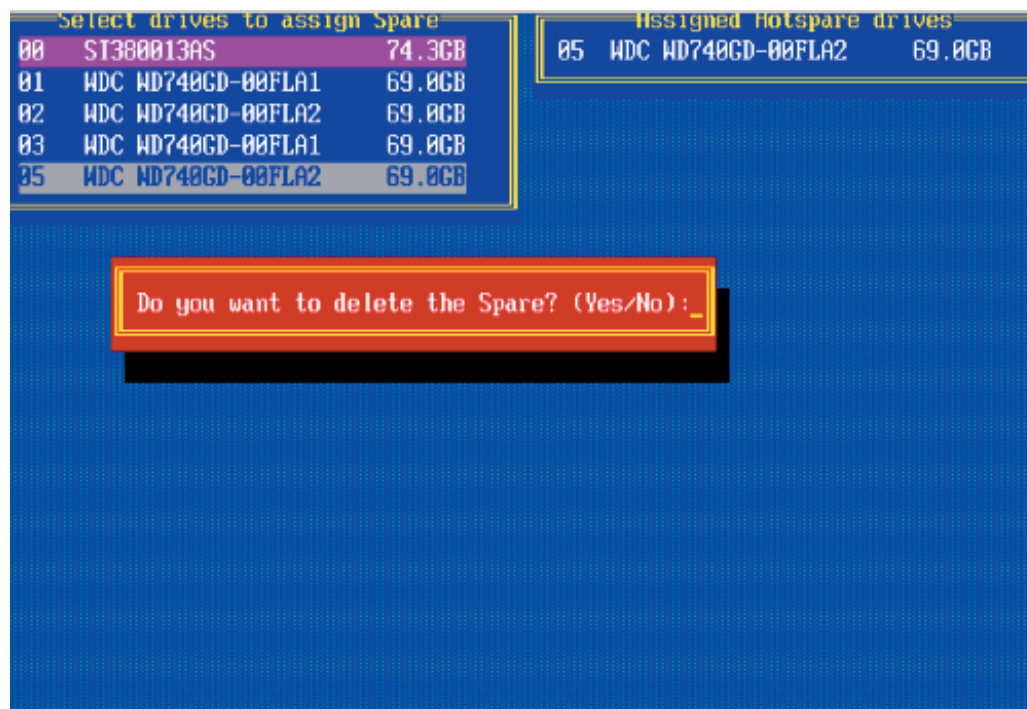 Select drives to assign Spare
00 ST380013AS 74.3GB
01 WDC WD740GD-00FLA1 69.0GB
02 WDC WD740GD-00FLA2 69.0GB
03 WDC WD740GD-00FLA1 69.0GB
05 WDC WD740GD-00FLA2 69.0GB
Assigned Hotspare drives
05 WDC WD740GD-00FLA2 69.0GB
Do you want to delete the Spare? (Yes/No):_